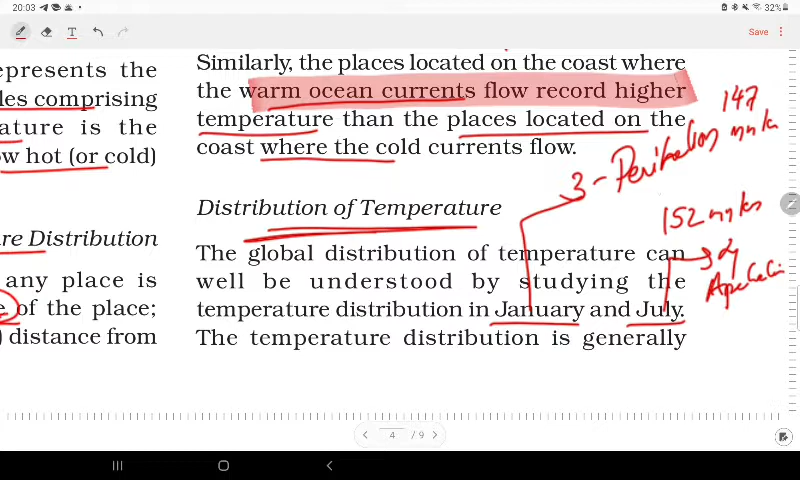 20:03
32%
T
Save
epresents the
les comprising
ature is the
w hot (or cold)
re Distribution
any place is
e of the place;
) distance from
Similarly, the places located on the coast where
the warm ocean currents flow record higher
temperature than the places located on the
coast where the cold currents flow.
147
3 - Perihelion
152 m
Distribution of Temperature
The global distribution of temperature can
well be understood by studying the
temperature distribution in January and July.
The temperature distribution is generally
4 / 9